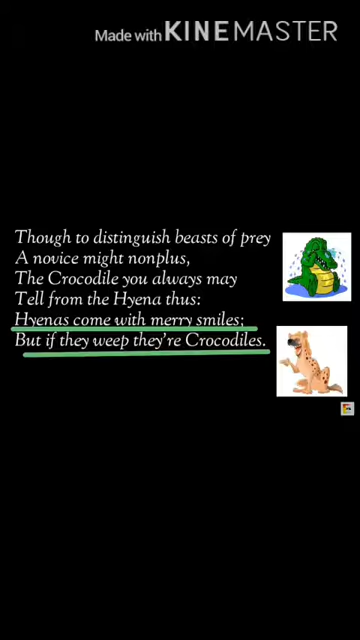 Made with KINEMASTER
Though to distinguish beasts of prey
A novice might nonplus,
The Crocodile you always may
Tell from the Hyena thus:
Hyenas come with merry smiles;
But if they weep they're Crocodiles.